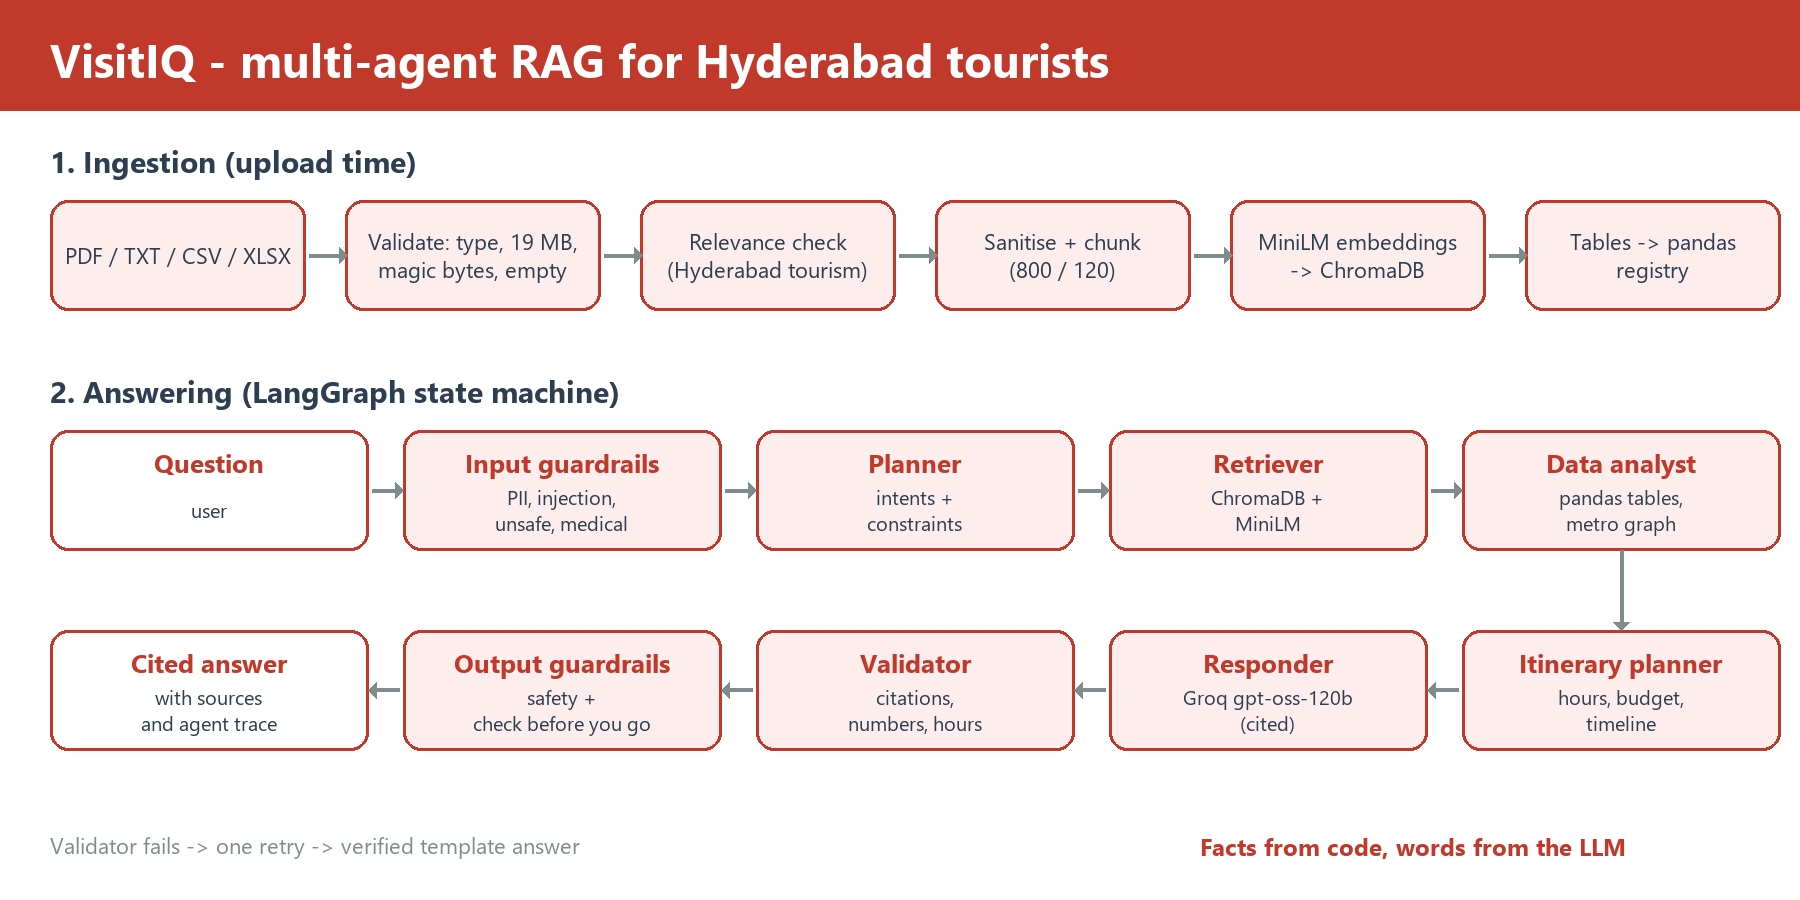 VisitIQ - multi-agent RAG for Hyderabad tourists
1. Ingestion (upload time)
PDF / TXT / CSV / XLSX
Validate: type, 19 MB,
magic bytes, empty
Relevance check
(Hyderabad tourism)
Sanitise + chunk
(800 / 120)
MiniLM embeddings
-> ChromaDB
Tables -> pandas
registry
2. Answering (LangGraph state machine)
Question
user
Input guardrails
PII, injection,
unsafe, medical
Planner
intents +
constraints
Retriever
ChromaDB +
MiniLM
Data analyst
pandas tables,
metro graph
Cited answer
with sources
and agent trace
Output guardrails
safety +
check before you go
Validator
citations,
numbers, hours
Responder
Groq gpt-oss-120b
(cited)
Itinerary planner
hours, budget,
timeline
Validator fails -> one retry -> verified template answer
Facts from code, words from the LLM